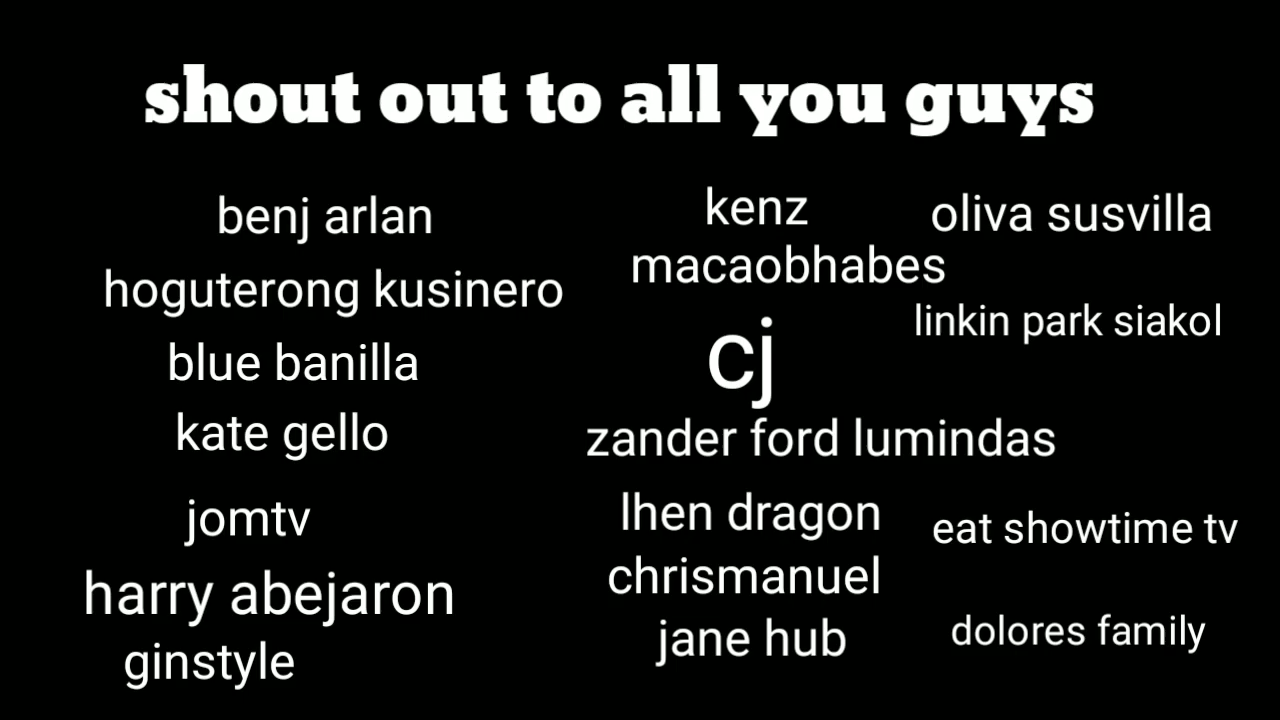 shout out to all you guys
benj arlan
hoguterong kusinero
blue banilla
kate gello
jomtv
harry abejaron
ginstyle
kenz
macaobhabes
cj
zander ford lumindas
lhen dragon
chrismanuel
jane hub
oliva susvilla
linkin park siakol
eat showtime tv
dolores family